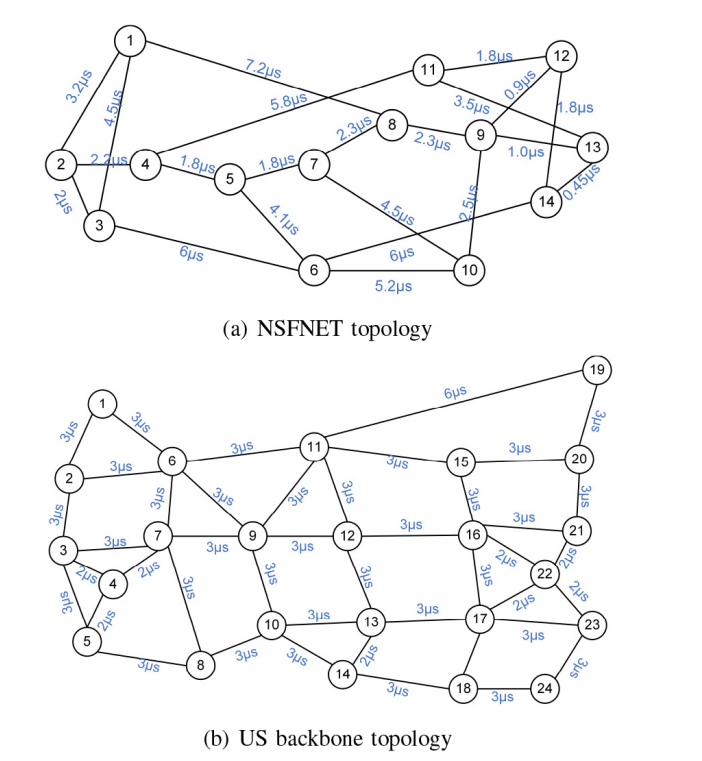 1
12
1.8µs
11
7.2µs
3.2µs
4.5µs
5.8µs
0.9µs
3.5µs
1.8µs
8
2.3µs
2.3µs
9
1.0µs
13
2
2.2µs
4
1.8µs
5
1.8µs
7
0.45µs
2µs
3
4.1µs
4.5µs
2.5µs
14
6µs
6
6µs
10
5.2µs
(a) NSFNET topology
19
6µs
1
3µs
3µs
3µs
11
3µs
3µs
15
3µs
20
2
3µs
6
3µs
3µs
3µs
3µs
3µs
3µs
3µs
3
3µs
7
3µs
9
3µs
12
3µs
16
3µs
21
2µs
4
2µs
3µs
3µs
3µs
3µs
2µs
22
2µs
2µs
3µs
2µs
2µs
5
3µs
8
3µs
10
3µs
13
3µs
17
3µs
23
3µs
2µs
14
3µs
18
3µs
24
3µs
(b) US backbone topology